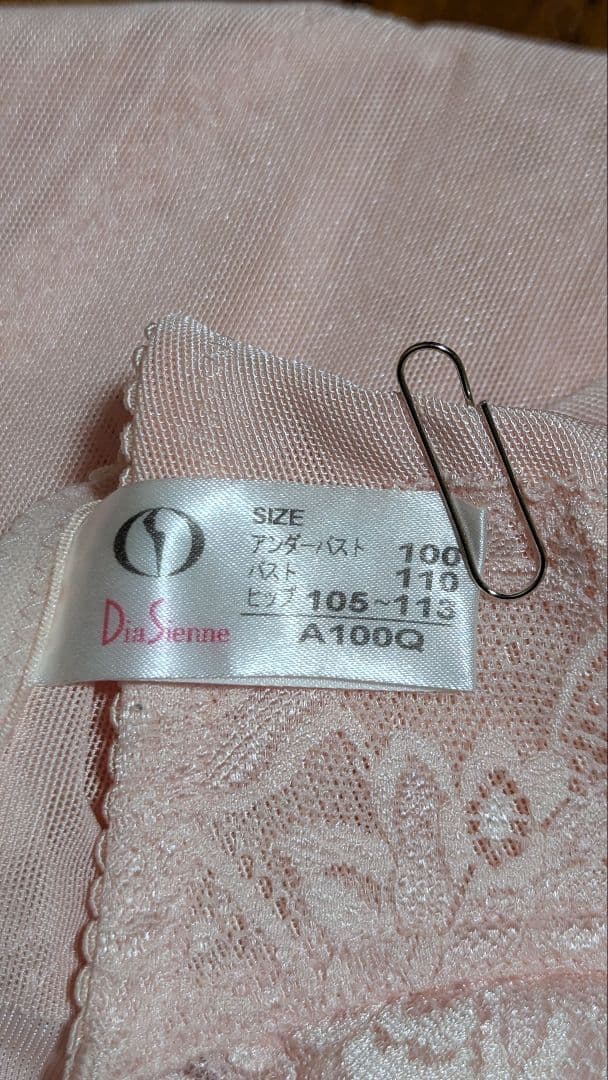 SIZE
アンダーバスト 100
バスト 110
ヒップ 105~113
A100Q
DiaSienne